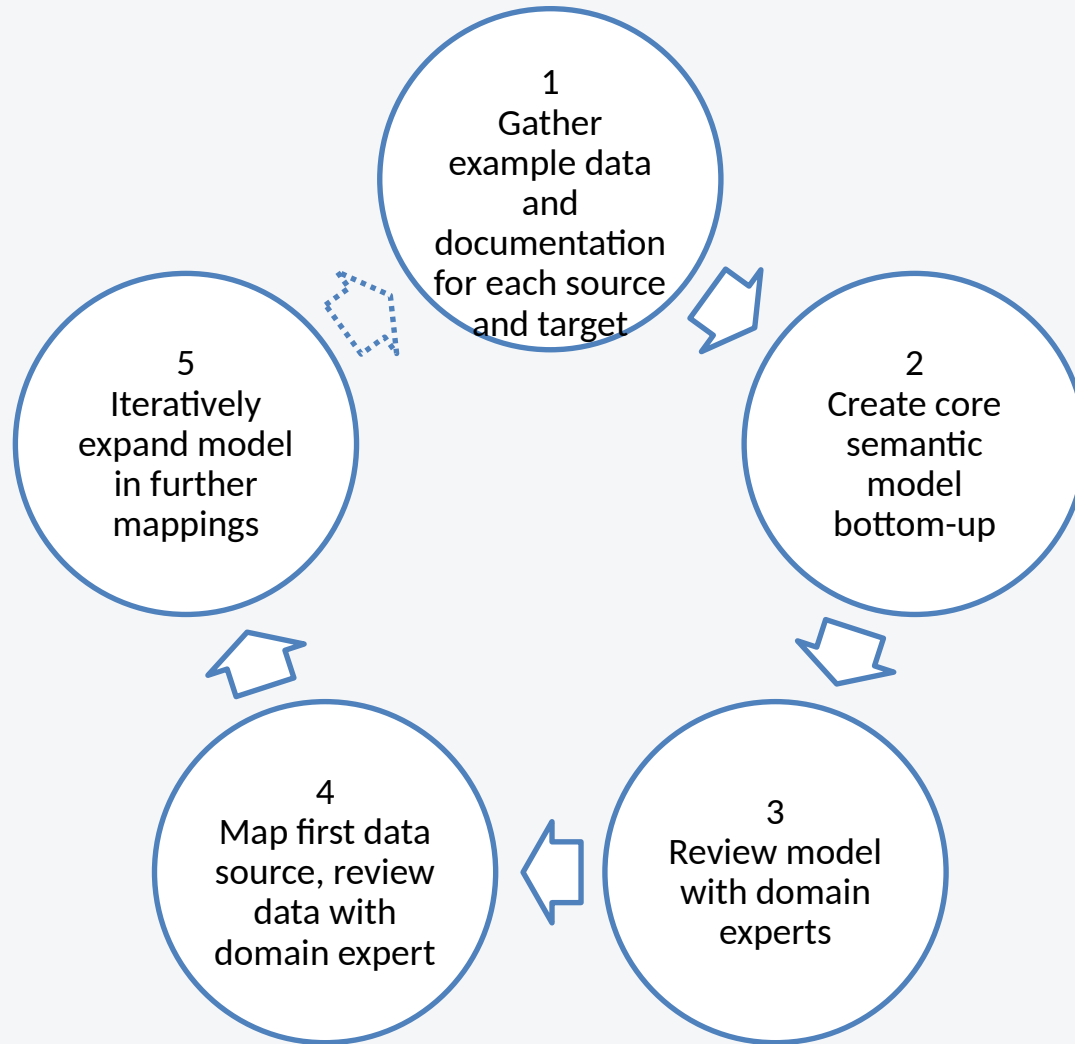 1
Gather
example data
and
documentation
for each source
and target
2
Create core
semantic
model
bottom-up
3
Review model
with domain
experts
4
Map first data
source, review
data with
domain expert
5
Iteratively
expand model
in further
mappings